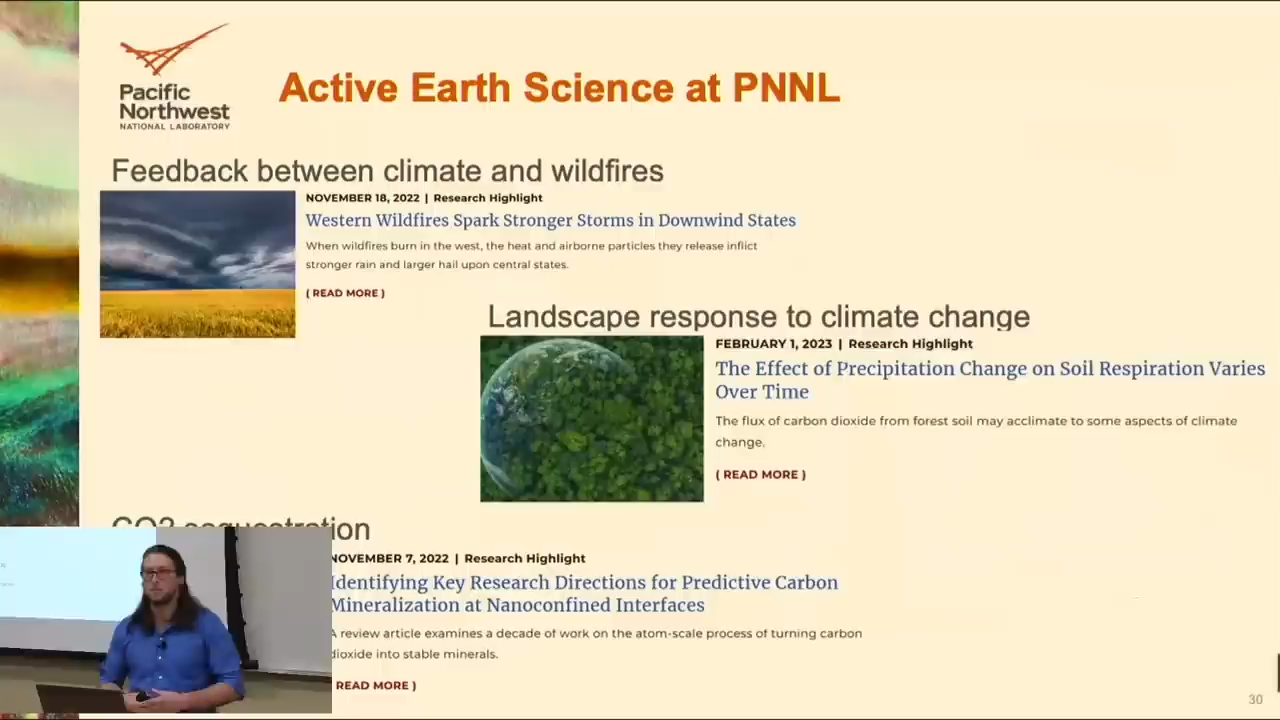 Pacific
Northwest
NATIONAL LABORATORY
Active Earth Science at PNNL
Feedback between climate and wildfires
NOVEMBER 18, 2022 | Research Highlight
Western Wildfires Spark Stronger Storms in Downwind States
When wildfires burn in the west, the heat and airborne particles they release inflict
stronger rain and larger hail upon central states.
( READ MORE )
Landscape response to climate change
FEBRUARY 1, 2023 | Research Highlight
The Effect of Precipitation Change on Soil Respiration Varies
Over Time
The flux of carbon dioxide from forest soil may acclimate to some aspects of climate
change.
( READ MORE )
CO2 sequestration
NOVEMBER 7, 2022 | Research Highlight
Identifying Key Research Directions for Predictive Carbon
Mineralization at Nanoconfined Interfaces
A review article examines a decade of work on the atom-scale process of turning carbon
dioxide into stable minerals.
READ MORE )
30